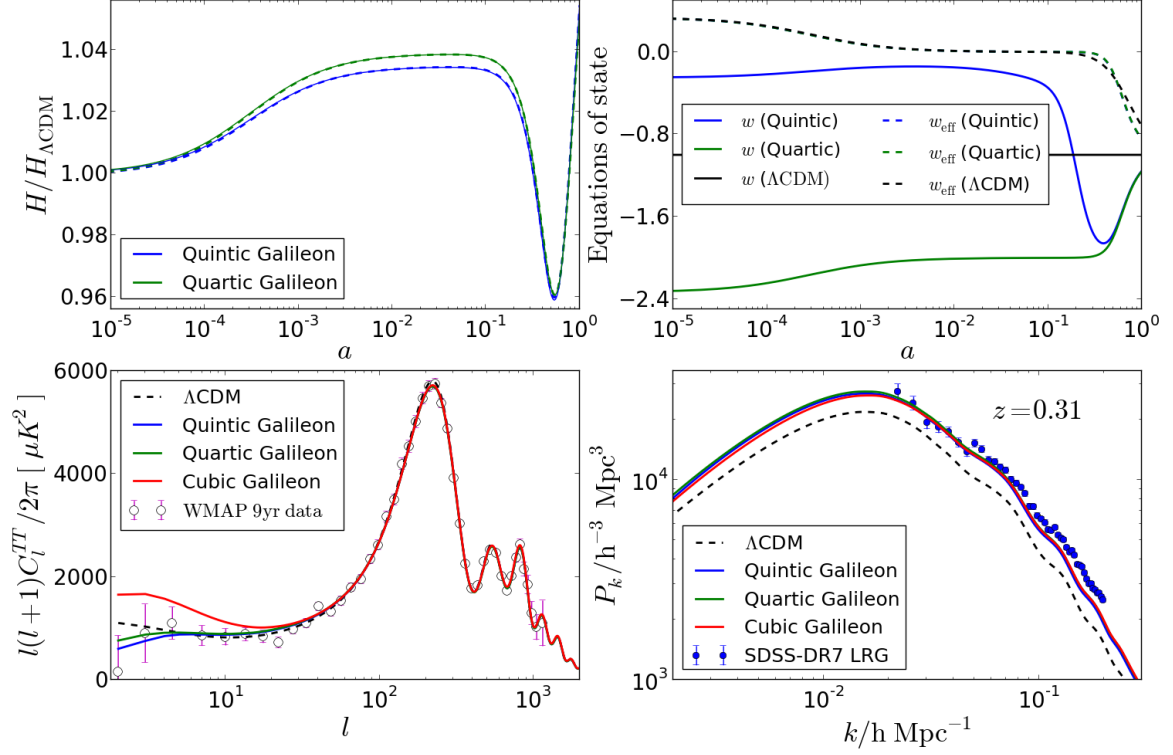 H/H_ΛCDM
1.04
1.02
1.00
0.98
0.96
Quintic Galileon
Quartic Galileon
10^-5
10^-4
10^-3
10^-2
10^-1
10^0
a
Equations of state
0.0
−0.8
−1.6
−2.4
w (Quintic)
w (Quartic)
w (ΛCDM)
w_eff (Quintic)
w_eff (Quartic)
w_eff (ΛCDM)
10^-5
10^-4
10^-3
10^-2
10^-1
10^0
a
l(l+1)C_l^TT/2π [ μK^2 ]
6000
4000
2000
0
ΛCDM
Quintic Galileon
Quartic Galileon
Cubic Galileon
WMAP 9yr data
10^1
10^2
10^3
l
P_k/h^-3 Mpc^3
10^4
10^3
z=0.31
ΛCDM
Quintic Galileon
Quartic Galileon
Cubic Galileon
SDSS-DR7 LRG
10^-2
10^-1
k/h Mpc^-1